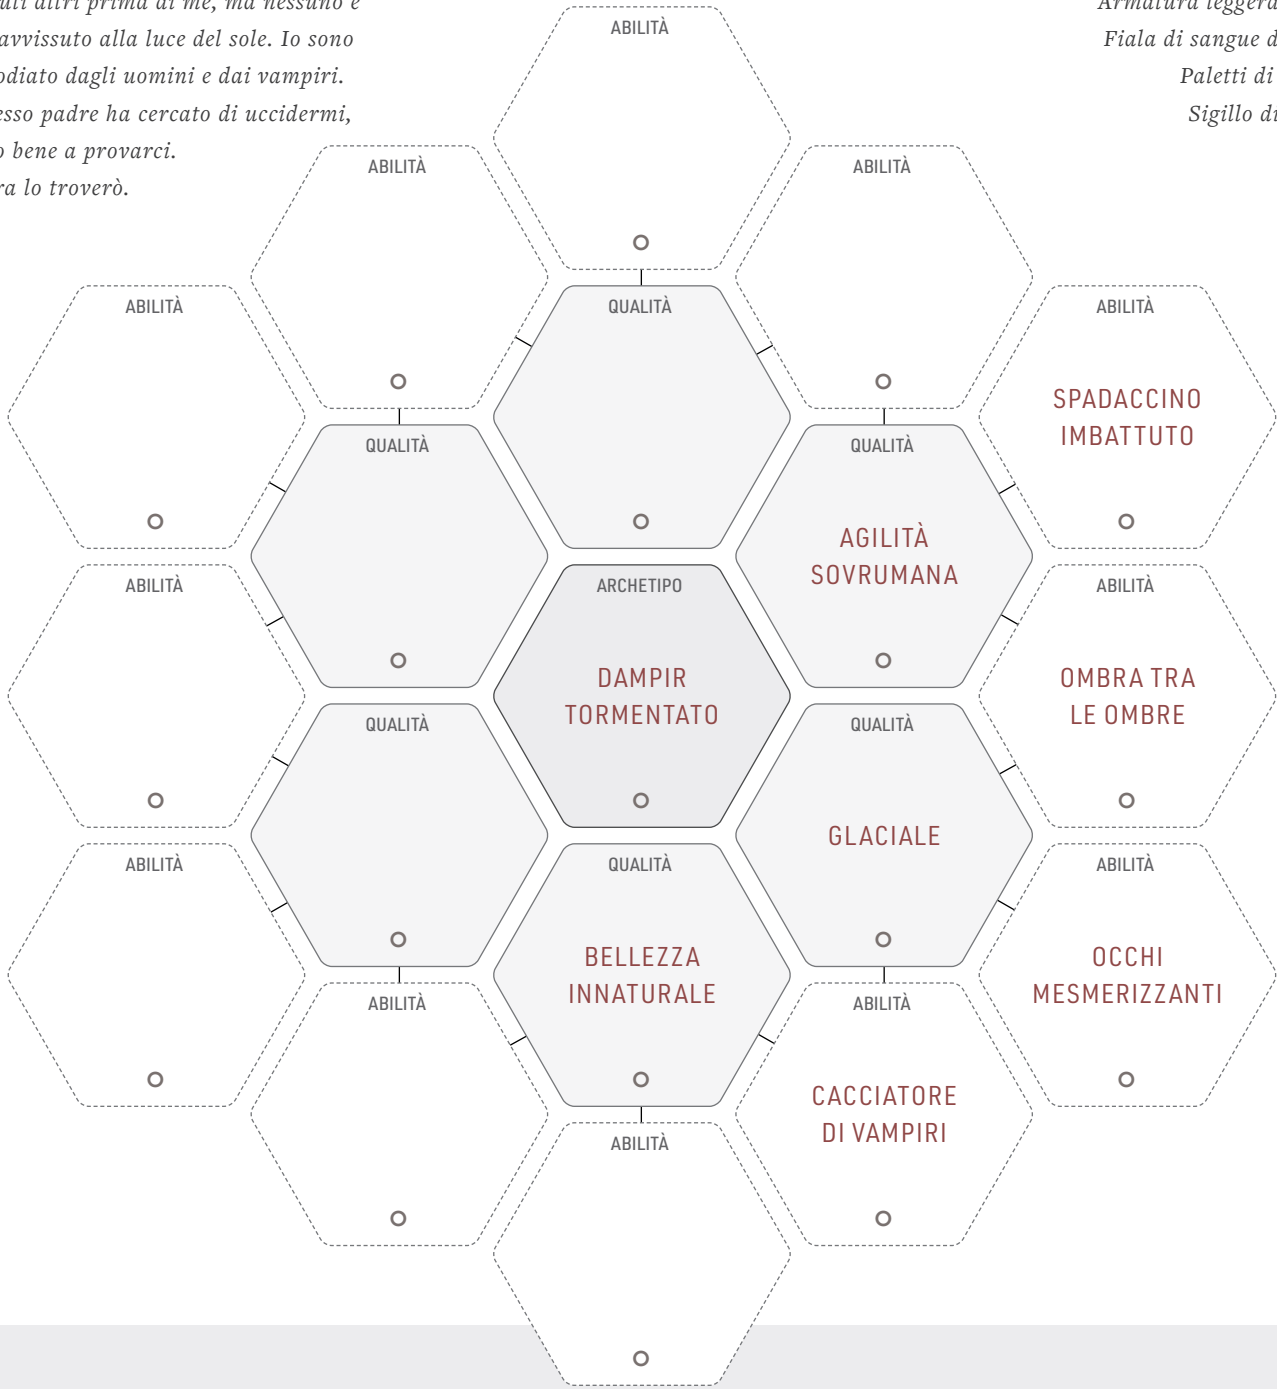 altri prima di me, ma nessuno è
avvissuto alla luce del sole. Io sono
odiato dagli uomini e dai vampiri.
esso padre ha cercato di uccidermi,
o bene a provarci.
ra lo troverò.
Armatura leggera
Fiala di sangue d
Paletti di
Sigillo di
ABILITÀ
ABILITÀ
ABILITÀ
ABILITÀ
QUALITÀ
ABILITÀ
SPADACCINO
IMBATTUTO
QUALITÀ
QUALITÀ
AGILITÀ
SOVRUMANA
ABILITÀ
ARCHETIPO
DAMPIR
TORMENTATO
ABILITÀ
OMBRA TRA
LE OMBRE
QUALITÀ
QUALITÀ
GLACIALE
ABILITÀ
QUALITÀ
BELLEZZA
INNATURALE
ABILITÀ
OCCHI
MESMERIZZANTI
ABILITÀ
ABILITÀ
CACCIATORE
DI VAMPIRI
ABILITÀ